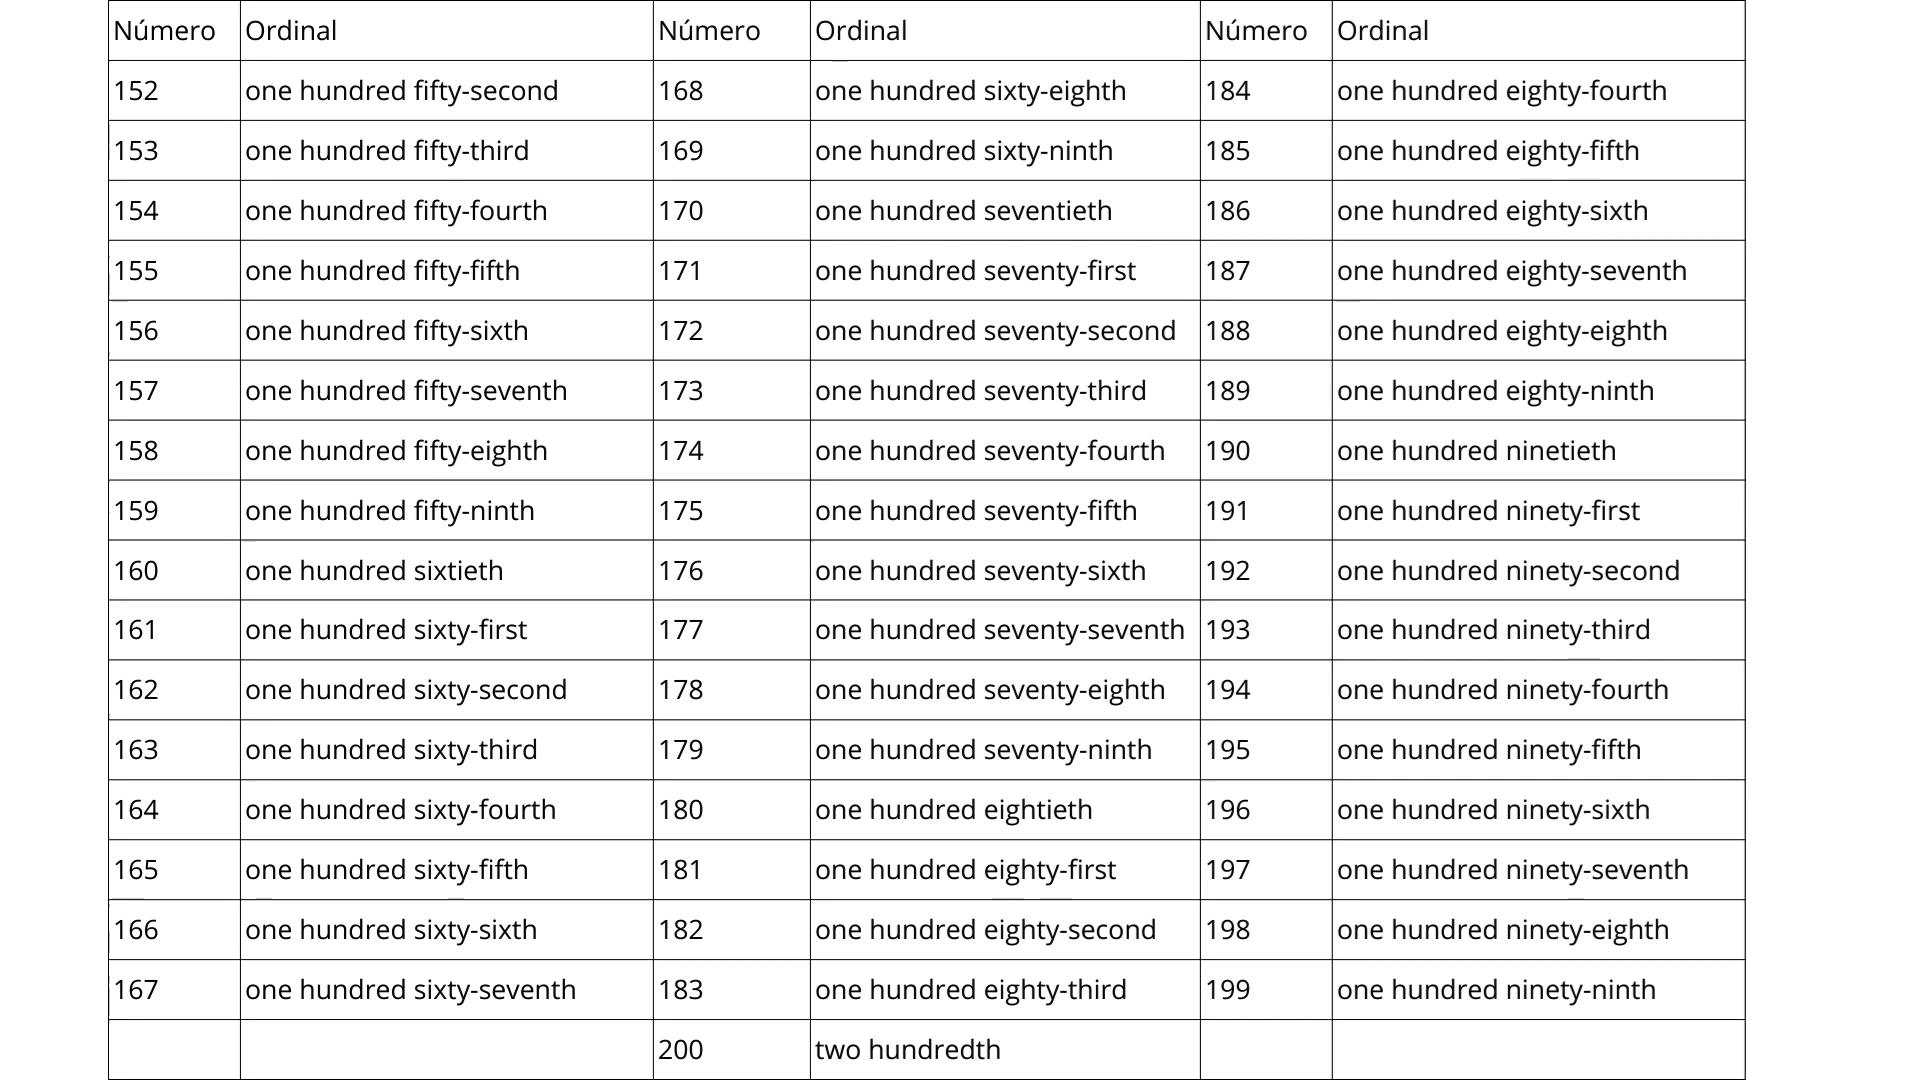 Número Ordinal Número Ordinal Número Ordinal
152 one hundred fifty-second 168 one hundred sixty-eighth 184 one hundred eighty-fourth
153 one hundred fifty-third 169 one hundred sixty-ninth 185 one hundred eighty-fifth
154 one hundred fifty-fourth 170 one hundred seventieth 186 one hundred eighty-sixth
155 one hundred fifty-fifth 171 one hundred seventy-first 187 one hundred eighty-seventh
156 one hundred fifty-sixth 172 one hundred seventy-second 188 one hundred eighty-eighth
157 one hundred fifty-seventh 173 one hundred seventy-third 189 one hundred eighty-ninth
158 one hundred fifty-eighth 174 one hundred seventy-fourth 190 one hundred ninetieth
159 one hundred fifty-ninth 175 one hundred seventy-fifth 191 one hundred ninety-first
160 one hundred sixtieth 176 one hundred seventy-sixth 192 one hundred ninety-second
161 one hundred sixty-first 177 one hundred seventy-seventh 193 one hundred ninety-third
162 one hundred sixty-second 178 one hundred seventy-eighth 194 one hundred ninety-fourth
163 one hundred sixty-third 179 one hundred seventy-ninth 195 one hundred ninety-fifth
164 one hundred sixty-fourth 180 one hundred eightieth 196 one hundred ninety-sixth
165 one hundred sixty-fifth 181 one hundred eighty-first 197 one hundred ninety-seventh
166 one hundred sixty-sixth 182 one hundred eighty-second 198 one hundred ninety-eighth
167 one hundred sixty-seventh 183 one hundred eighty-third 199 one hundred ninety-ninth
200 two hundredth